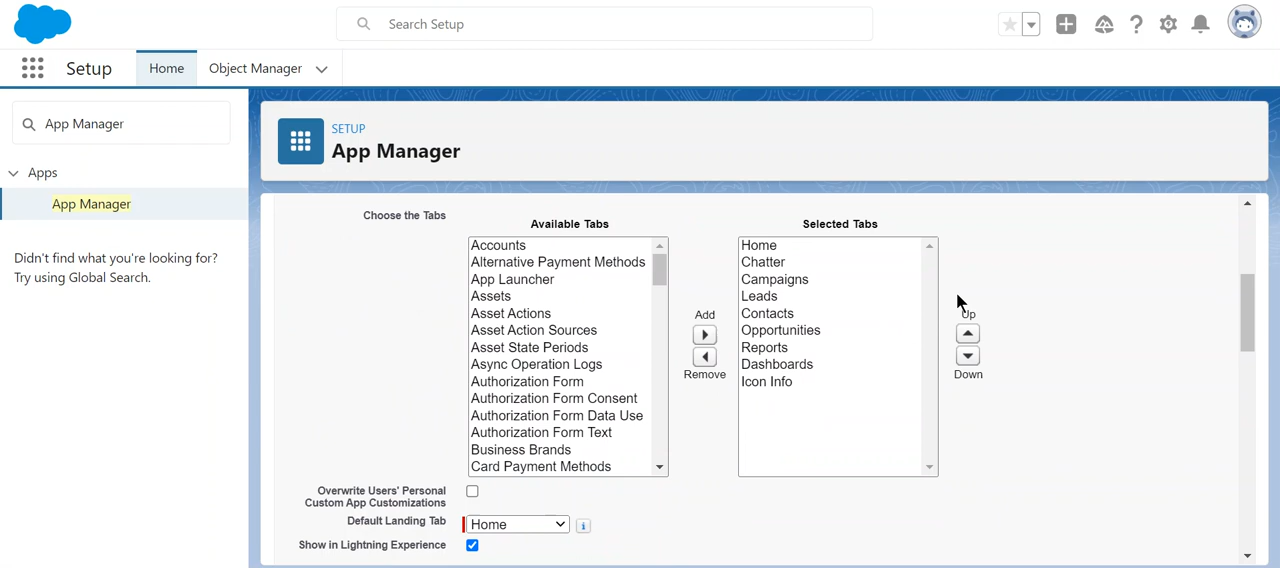 Search Setup
Setup
Home
Object Manager
App Manager
Apps
App Manager
Didn't find what you're looking for?
Try using Global Search.
SETUP
App Manager
Choose the Tabs
Available Tabs
Accounts
Alternative Payment Methods
App Launcher
Assets
Asset Actions
Asset Action Sources
Asset State Periods
Async Operation Logs
Authorization Form
Authorization Form Consent
Authorization Form Data Use
Authorization Form Text
Business Brands
Card Payment Methods
Add
Remove
Selected Tabs
Home
Chatter
Campaigns
Leads
Contacts
Opportunities
Reports
Dashboards
Icon Info
Up
Down
Overwrite Users' Personal
Custom App Customizations
Default Landing Tab
Home
Show in Lightning Experience